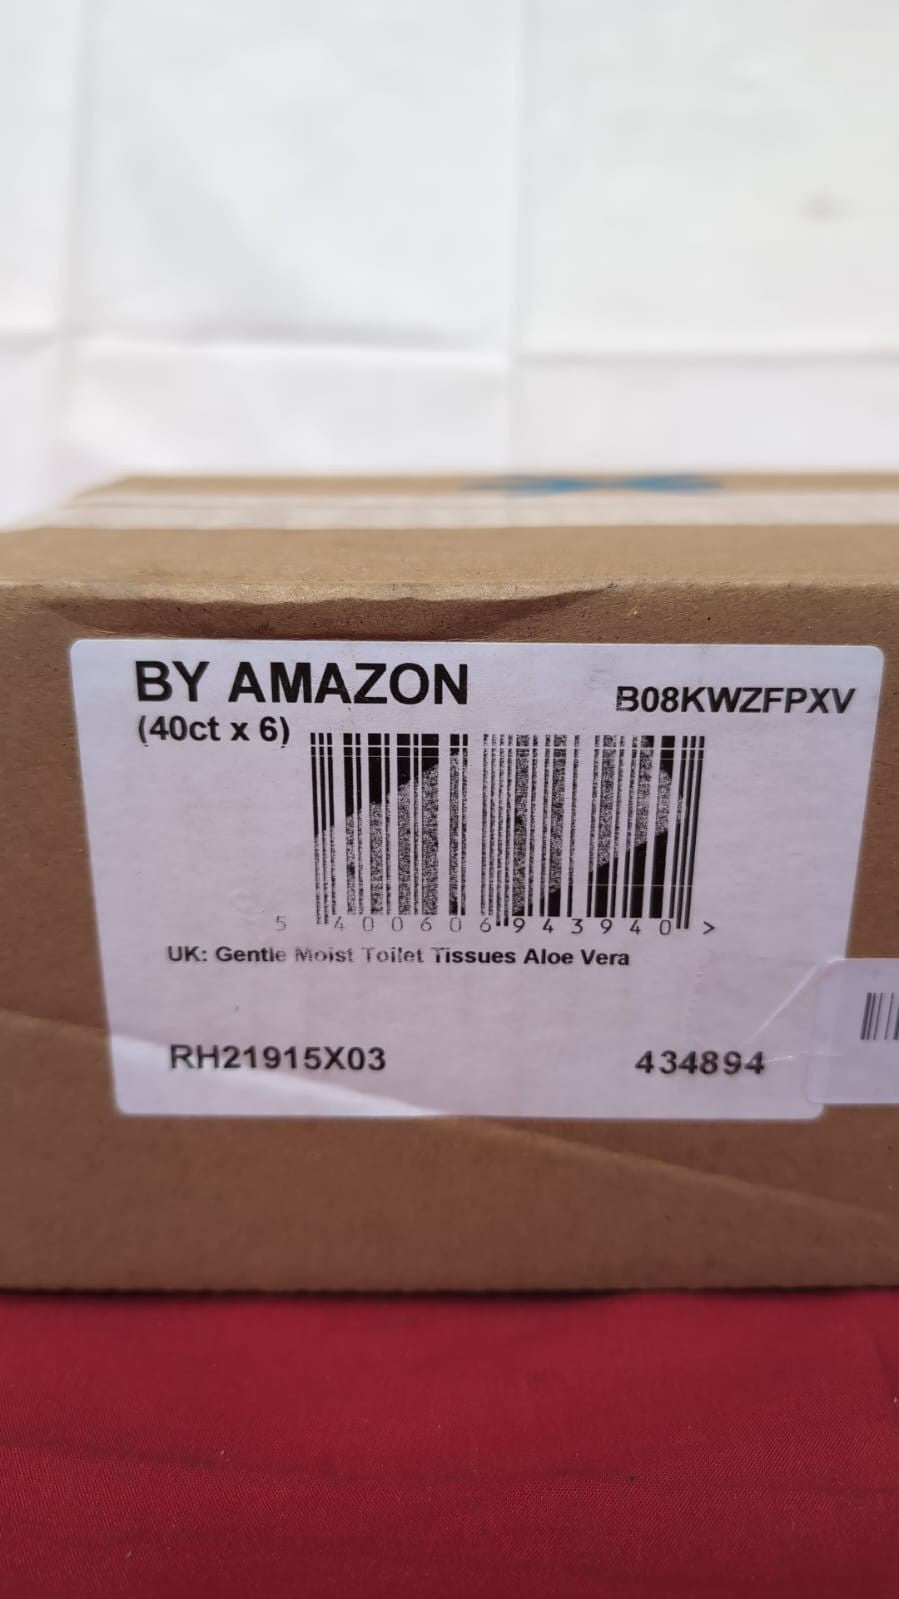 BY AMAZON
B08KWZFPXV
(40ct x 6)
5 400606 943940 >
UK: Gentle Moist Toilet Tissues Aloe Vera
RH21915X03
434894